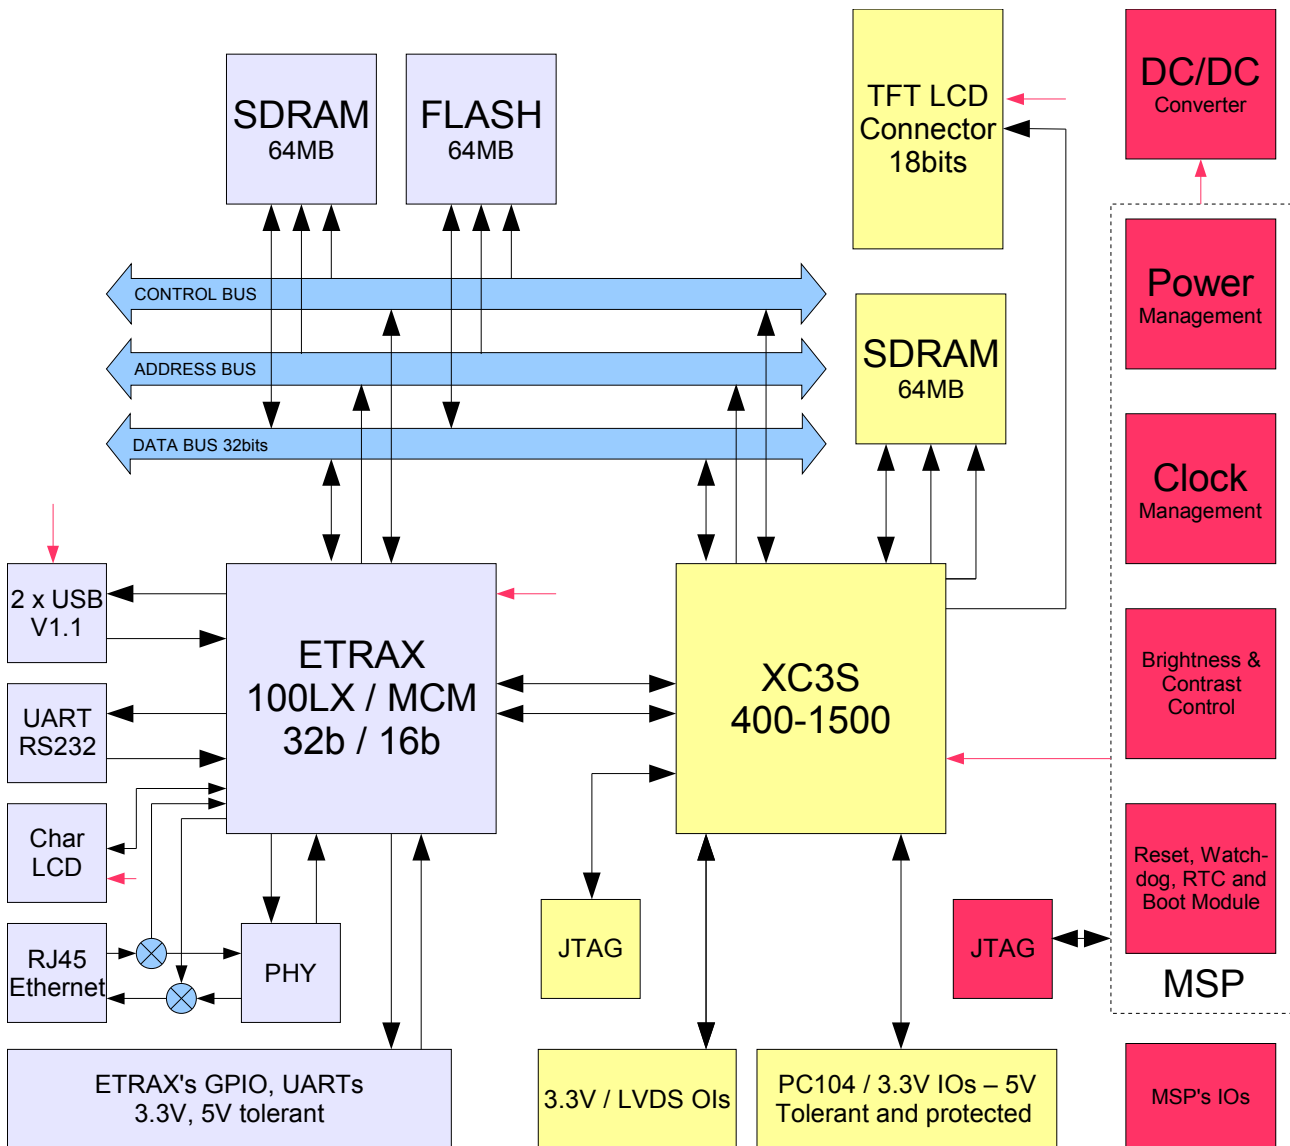 SDRAM
64MB
FLASH
64MB
TFT LCD
Connector
18bits
DC/DC
Converter
CONTROL BUS
ADDRESS BUS
DATA BUS 32bits
SDRAM
64MB
Power
Management
Clock
Management
2 x USB
V1.1
UART
RS232
Char
LCD
RJ45
Ethernet
ETRAX
100LX / MCM
32b / 16b
XC3S
400-1500
Brightness &
Contrast
Control
Reset, Watch-
dog, RTC and
Boot Module
MSP
PHY
JTAG
JTAG
ETRAX's GPIO, UARTs
3.3V, 5V tolerant
3.3V / LVDS OIs
PC104 / 3.3V IOs – 5V
Tolerant and protected
MSP's IOs